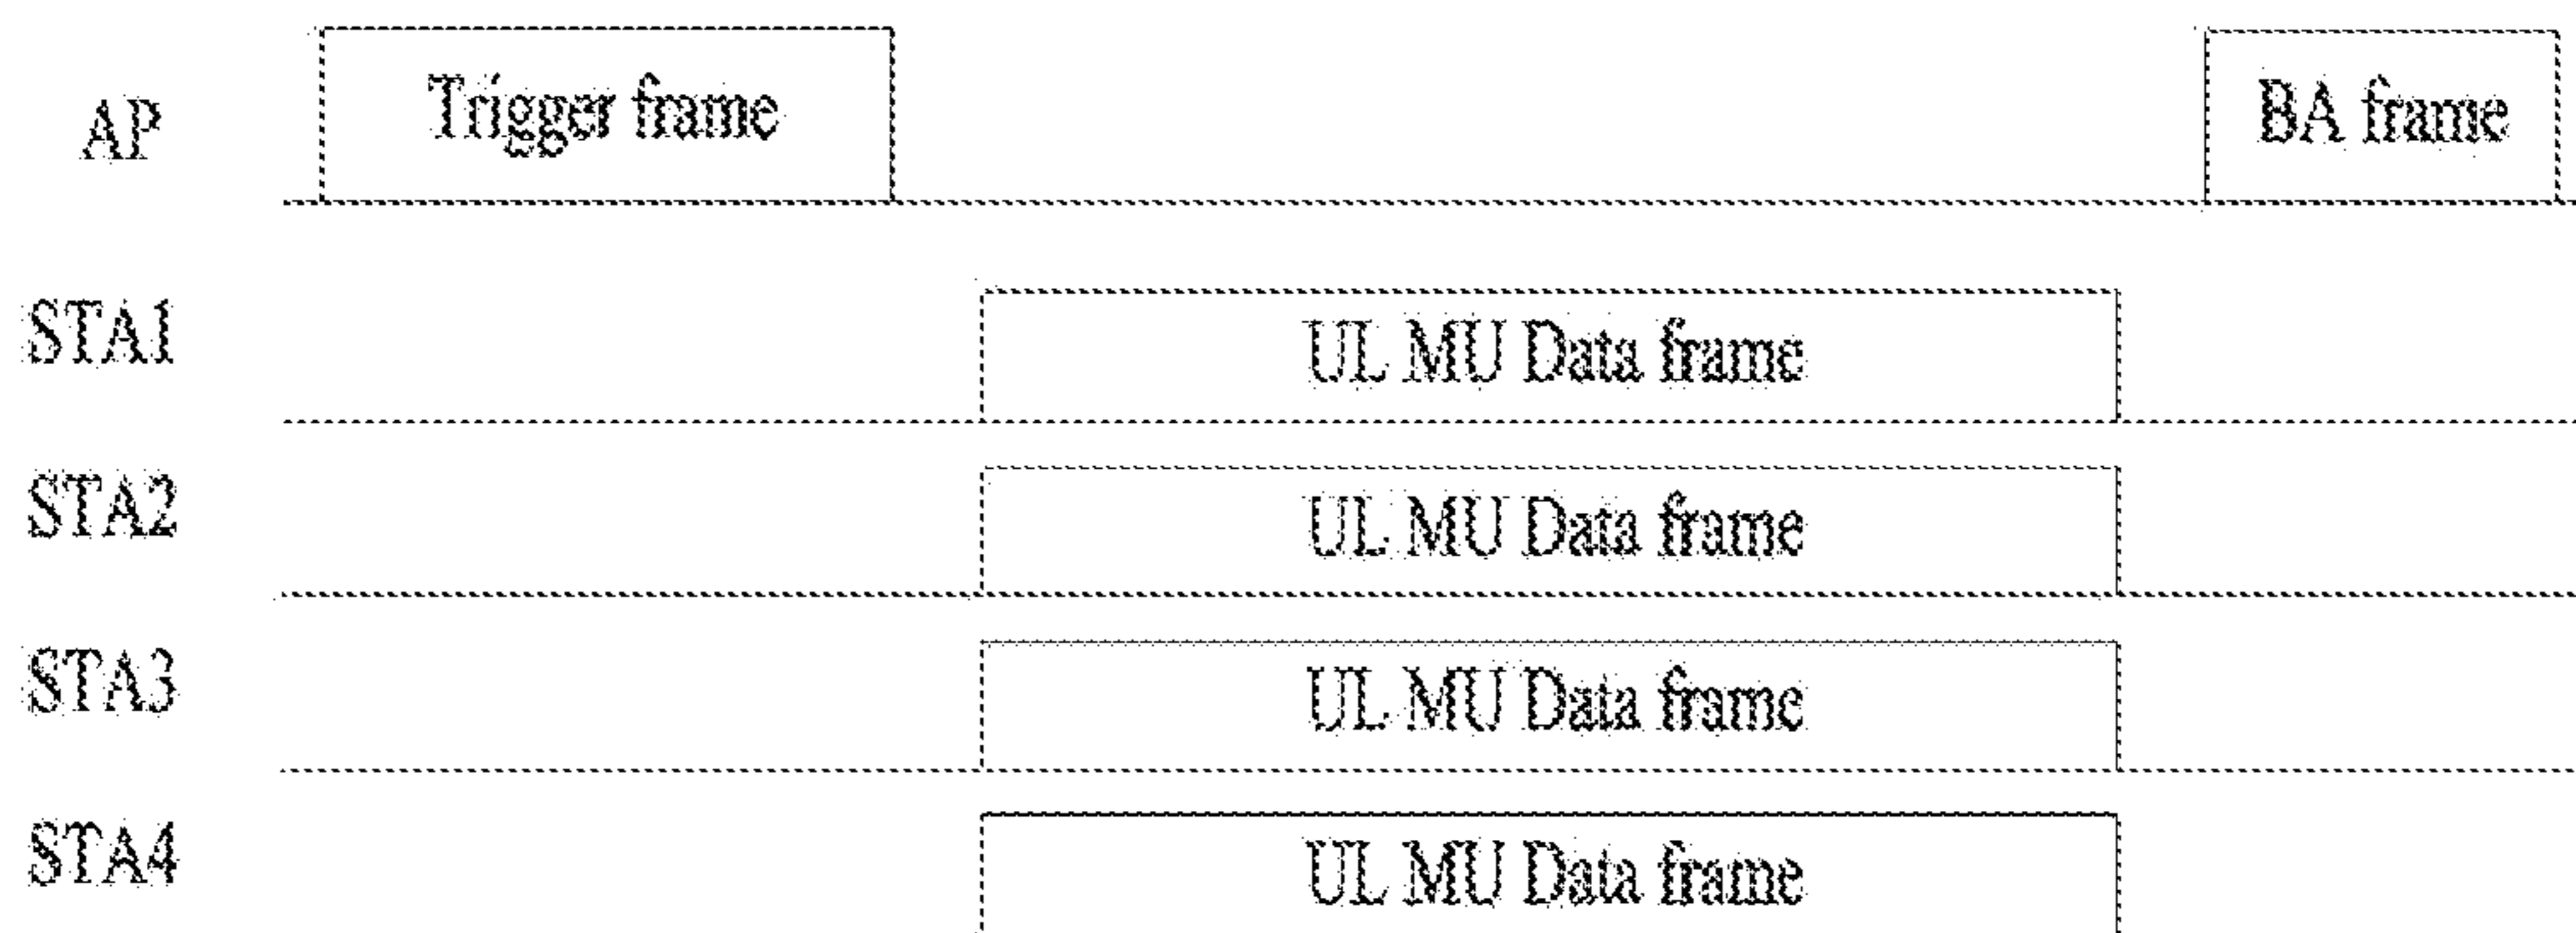 AP Trigger frame BA frame
STA1 UL MU Data frame
STA2 UL MU Data frame
STA3 UL MU Data frame
STA4 UL MU Data frame